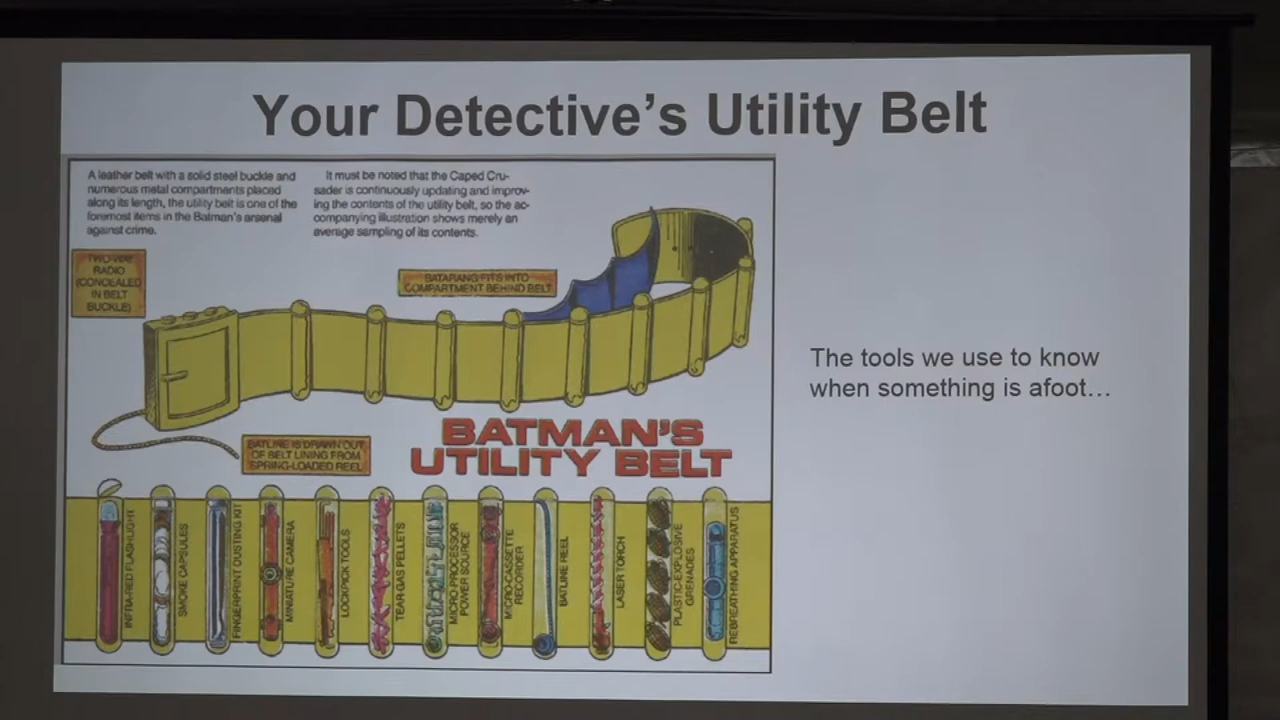 Your Detective's Utility Belt
A leather belt with a solid steel buckle and
numerous metal compartments placed
along its length, the utility belt is one of the
foremost items in the Batman's arsenal
against crime.
It must be noted that the Caped Cru-
sader is continuously updating and improv-
ing the contents of the utility belt, so the ac-
companying illustration shows merely an
average sampling of its contents.
TWO-WAY
RADIO
(CONCEALED
IN BELT
BUCKLE)
BATARANG FITS INTO
COMPARTMENT BEHIND BELT
The tools we use to know
when something is afoot...
BATLINE IS DRAWN OUT
OF BELT LINING FROM
SPRING-LOADED REEL
BATMAN'S
UTILITY BELT
INFRA-RED FLASHLIGHT
SMOKE CAPSULES
FINGERPRINT DUSTING KIT
MINIATURE CAMERA
LOCKPICK TOOLS
TEAR-GAS PELLETS
MICRO-PROCESSOR
POWER SOURCE
MICRO-CASSETTE
RECORDER
BATLINE REEL
LASER TORCH
PLASTIC-EXPLOSIVE
GRENADES
REBREATHING APPARATUS